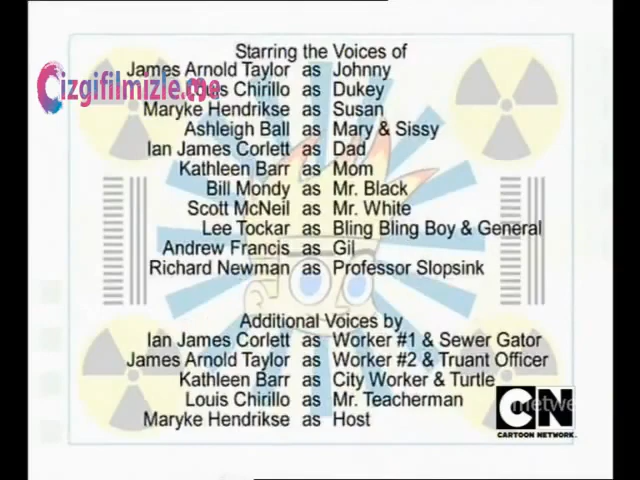 Starring the Voices of
James Arnold Taylor as Johnny
Louis Chirillo as Dukey
Maryke Hendrikse as Susan
Ashleigh Ball as Mary & Sissy
Ian James Corlett as Dad
Kathleen Barr as Mom
Bill Mondy as Mr. Black
Scott McNeil as Mr. White
Lee Tockar as Bling Bling Boy & General
Andrew Francis as Gil
Richard Newman as Professor Slopsink
Cizgifilmizle.me
Additional Voices by
Ian James Corlett as Worker #1 & Sewer Gator
James Arnold Taylor as Worker #2 & Truant Officer
Kathleen Barr as City Worker & Turtle
Louis Chirillo as Mr. Teacherman
Maryke Hendrikse as Host
CN
CARTOON NETWORK